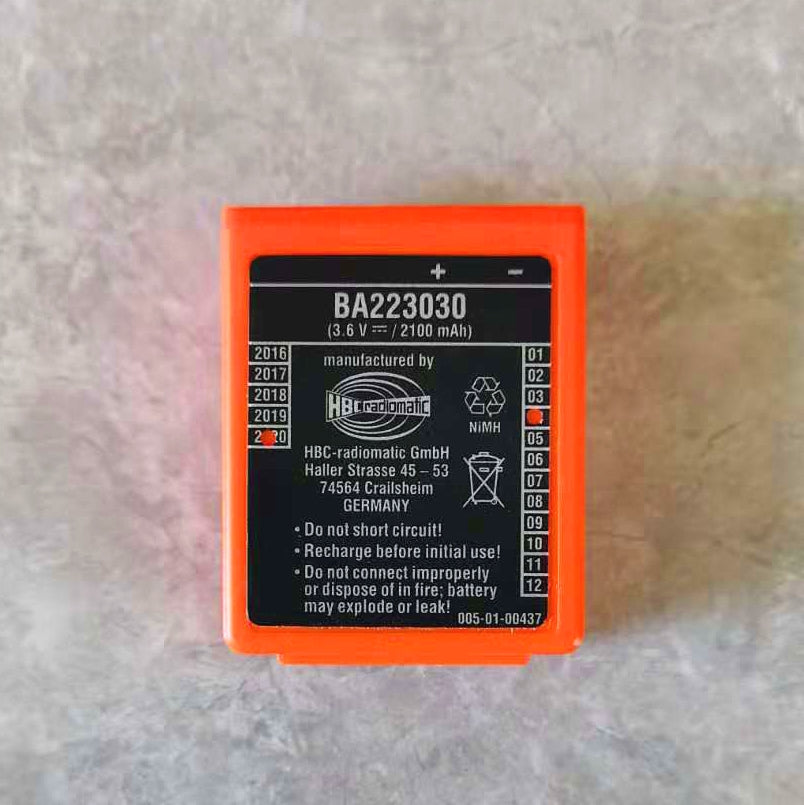 + -
BA223030
(3.6 V ⎓ / 2100 mAh)
manufactured by
HBC radiomatic
HBC-radiomatic GmbH
Haller Strasse 45 – 53
74564 Crailsheim
GERMANY
NiMH
2016
2017
2018
2019
01
02
03
05
06
07
08
09
10
11
12
• Do not short circuit!
• Recharge before initial use!
• Do not connect improperly
or dispose of in fire; battery
may explode or leak!
005-01-00437